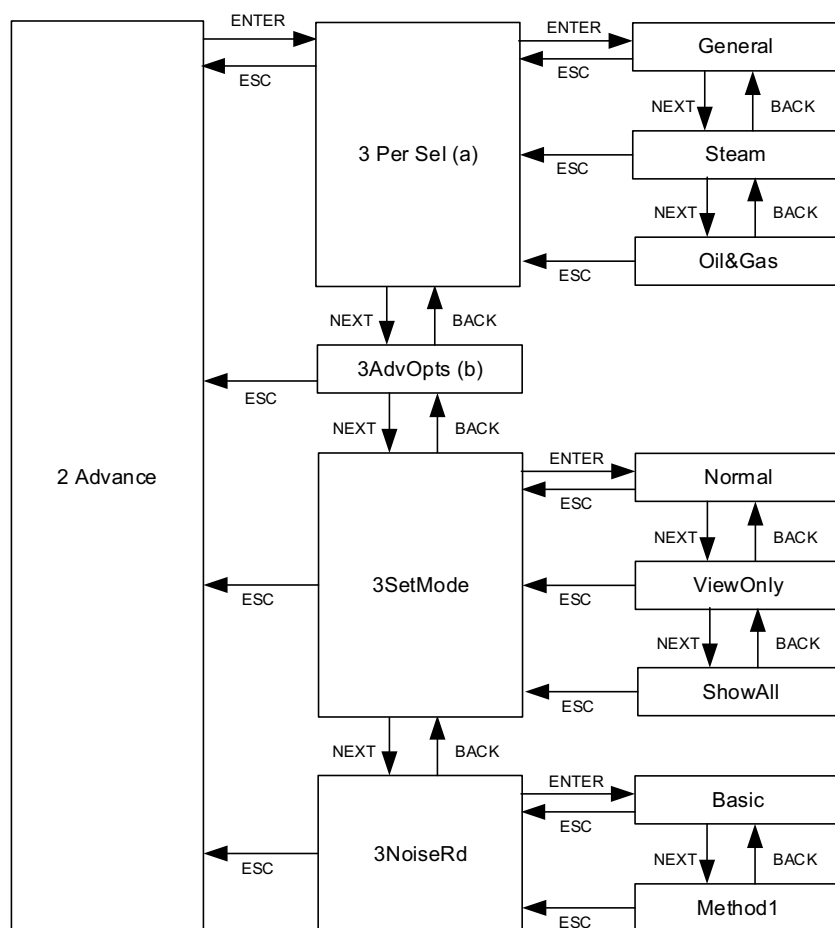 ENTER
ESC
3 Per Sel (a)
ENTER
ESC
General
NEXT
BACK
ESC
Steam
NEXT
BACK
ESC
Oil&Gas
NEXT
BACK
ESC
3AdvOpts (b)
NEXT
BACK
2 Advance
ESC
3SetMode
ENTER
ESC
Normal
NEXT
BACK
ESC
ViewOnly
NEXT
BACK
ESC
ShowAll
NEXT
BACK
ESC
3NoiseRd
ENTER
ESC
Basic
NEXT
BACK
ESC
Method1